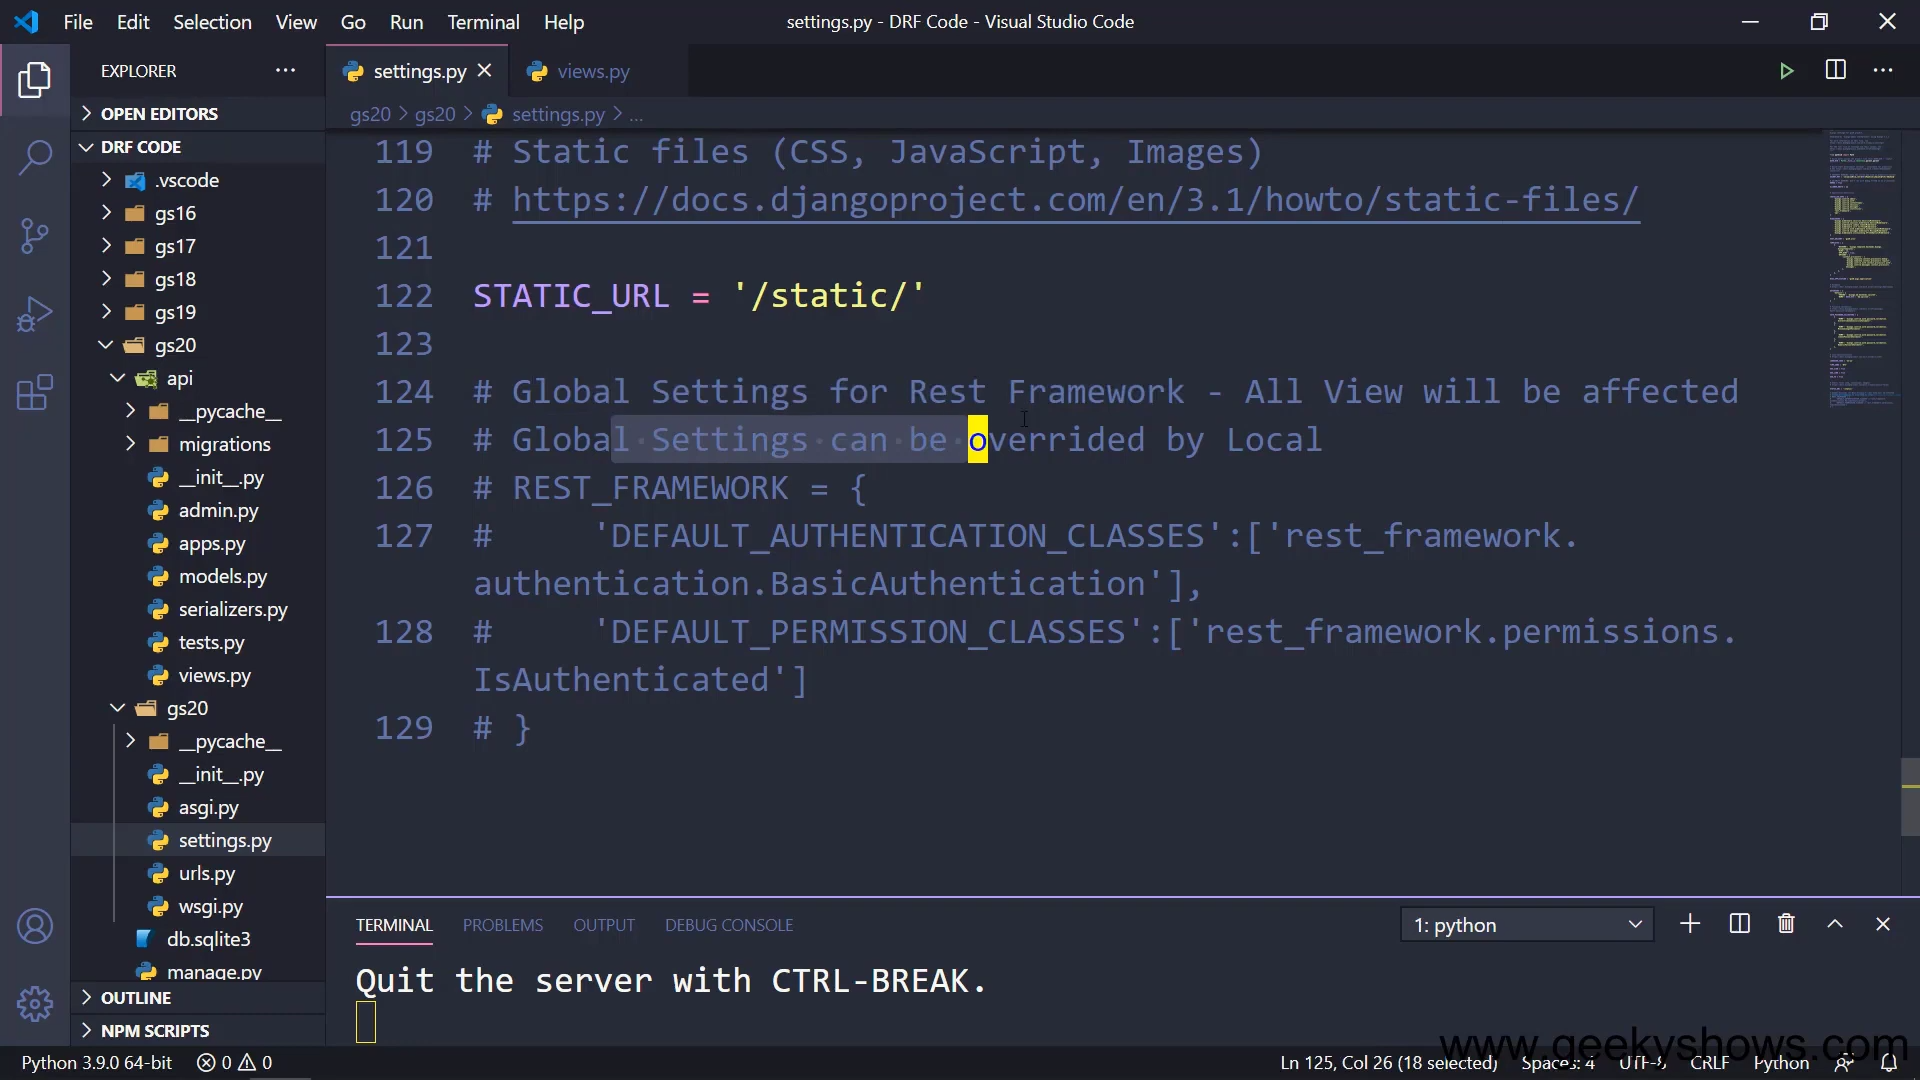 File Edit Selection View Go Run Terminal Help
settings.py - DRF Code - Visual Studio Code
EXPLORER
OPEN EDITORS
DRF CODE
.vscode
gs16
gs17
gs18
gs19
gs20
api
__pycache__
migrations
__init__.py
admin.py
apps.py
models.py
serializers.py
tests.py
views.py
gs20
__pycache__
__init__.py
asgi.py
settings.py
urls.py
wsgi.py
db.sqlite3
manage.py
OUTLINE
NPM SCRIPTS
settings.py views.py
gs20 > gs20 > settings.py > ...
119 # Static files (CSS, JavaScript, Images)
120 # https://docs.djangoproject.com/en/3.1/howto/static-files/
121
122 STATIC_URL = '/static/'
123
124 # Global Settings for Rest Framework - All View will be affected
125 # Global Settings can be overrided by Local
126 # REST_FRAMEWORK = {
127 #     'DEFAULT_AUTHENTICATION_CLASSES':['rest_framework.
authentication.BasicAuthentication'],
128 #     'DEFAULT_PERMISSION_CLASSES':['rest_framework.permissions.
IsAuthenticated']
129 # }
TERMINAL PROBLEMS OUTPUT DEBUG CONSOLE
1: python
Quit the server with CTRL-BREAK.
www.geekyshows.com
Python 3.9.0 64-bit 0 0
Ln 125, Col 26 (18 selected) Spaces: 4 UTF-8 CRLF Python